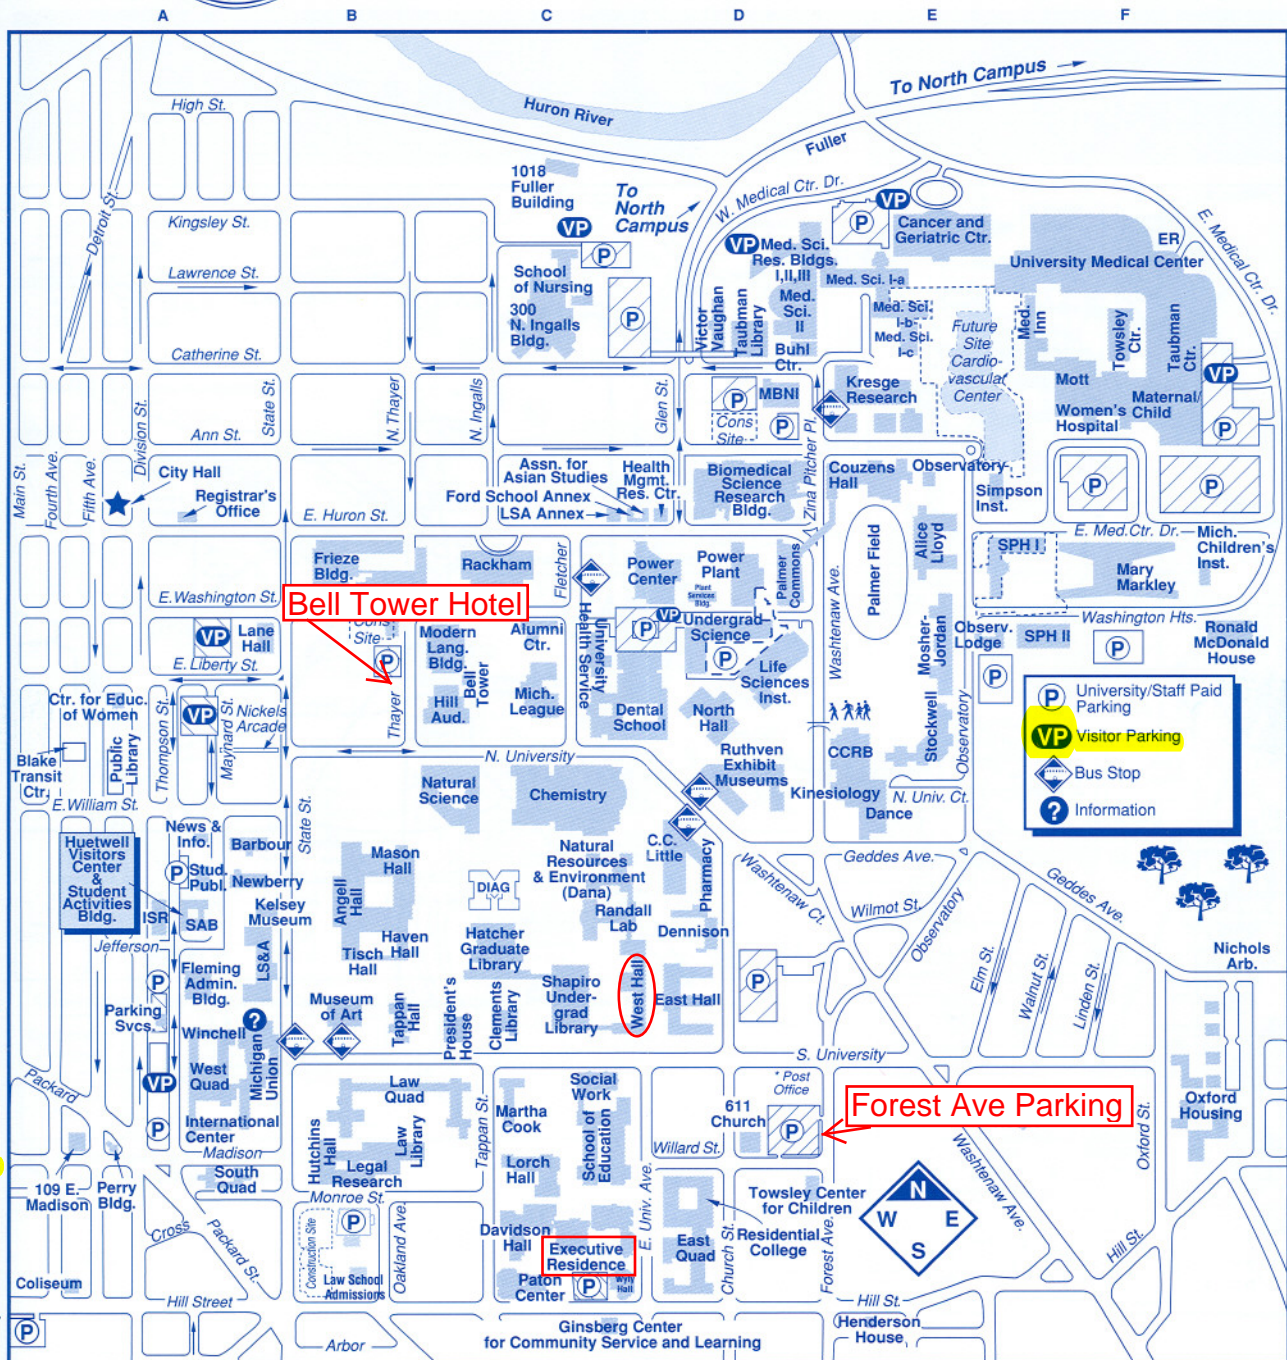 A B C D E F
To North Campus
High St.
Huron River
Fuller
1018
Fuller
Building
To
North
Campus
W. Medical Ctr. Dr.
VP
Kingsley St.
Detroit St.
VP
P
Cancer and
Geriatric Ctr.
E. Medical Ctr. Dr.
ER
P
VP
Med. Sci.
Res. Bldgs.
I,II,III
University Medical Center
Lawrence St.
School
of Nursing
Med. Sci. I-a
300
N. Ingalls
Bldg.
P
Victor
Vaughan
Taubman
Library
Med.
Sci.
II
Med. Sci.
I-b
Med. Sci.
I-c
Future
Site
Cardio-
vascular
Center
Med.
Inn
Towsley
Ctr.
Taubman
Ctr.
Catherine St.
Buhl
Ctr.
VP
State St.
N. Thayer
N. Ingalls
Glen St.
P
MBNI
Kresge
Research
Mott
Maternal/
Child
Division St.
Ann St.
Cons
Site
P
Zina Pitcher Pl.
Women's
Hospital
P
Main St.
Fourth Ave.
Fifth Ave.
City Hall
Registrar's
Office
Assn. for
Asian Studies
Ford School Annex
LSA Annex
Health
Mgmt.
Res. Ctr.
Biomedical
Science
Research
Bldg.
Couzens
Hall
Observatory
Simpson
Inst.
P
P
E. Huron St.
E. Med.Ctr. Dr.
Mich.
Children's
Inst.
Frieze
Bldg.
Rackham
Fletcher
Power
Center
Power
Plant
Plant
Services
Bldg.
Palmer
Commons
Palmer Field
Alice
Lloyd
SPH I
Mary
Markley
E.Washington St.
Bell Tower Hotel
Washington Hts.
Cons
Site
VP
Lane
Hall
Modern
Lang.
Bldg.
Alumni
Ctr.
University
Health Service
P
VP
Undergrad
Science
Washtenaw Ave.
Mosher-
Jordan
Observ.
Lodge
SPH II
P
Ronald
McDonald
House
E. Liberty St.
P
Bell
Tower
P
Life
Sciences
Inst.
P
Ctr. for Educ.
of Women
Thompson St.
VP
Maynard St.
Nickels
Arcade
Thayer
Hill
Aud.
Mich.
League
Dental
School
North
Hall
Stockwell
Observatory
P University/Staff Paid
Parking
VP Visitor Parking
Bus Stop
? Information
Blake
Transit
Ctr.
Public
Library
N. University
Ruthven
Exhibit
Museums
CCRB
E.William St.
State St.
Natural
Science
Chemistry
Kinesiology
Dance
N. Univ. Ct.
Huetwell
Visitors
Center
&
Student
Activities
Bldg.
News &
Info.
Barbour
P
Stud.
Publ.
Newberry
Mason
Hall
Natural
Resources
& Environment
(Dana)
C.C.
Little
Pharmacy
Washtenaw Ct.
Geddes Ave.
Geddes Ave.
DIAG
Angell
Hall
Kelsey
Museum
ISR
SAB
Jefferson
Haven
Hall
Tisch
Hall
Hatcher
Graduate
Library
Randall
Lab
Dennison
Wilmot St.
Observatory
Elm St.
Walnut St.
Linden St.
Nichols
Arb.
P
Fleming
Admin.
Bldg.
LS&A
Museum
of Art
Tappan
Hall
President's
House
Clements
Library
Shapiro
Under-
grad
Library
West Hall
East Hall
P
Parking
Svcs.
Winchell
?
Michigan
Union
S. University
Packard
VP
West
Quad
Law
Quad
Social
Work
* Post
Office
P
International
Center
Madison
Hutchins
Hall
Law
Library
Legal
Research
Tappan St.
Martha
Cook
School of
Education
611
Church
P
Forest Ave Parking
Oxford
Housing
Oxford St.
Willard St.
Washtenaw Ave.
109 E.
Madison
Perry
Bldg.
South
Quad
Monroe St.
Lorch
Hall
E. Univ. Ave.
Towsley Center
for Children
N
W E
S
Cross
Packard St.
Construction Site
P
Oakland Ave.
Davidson
Hall
Executive
Residence
East
Quad
Church St.
Residential
College
Forest Ave.
Hill St.
Coliseum
Law School
Admissions
Paton
Center
P
Wyly
Hall
Hill Street
Hill St.
P
Arbor
Ginsberg Center
for Community Service and Learning
Henderson
House